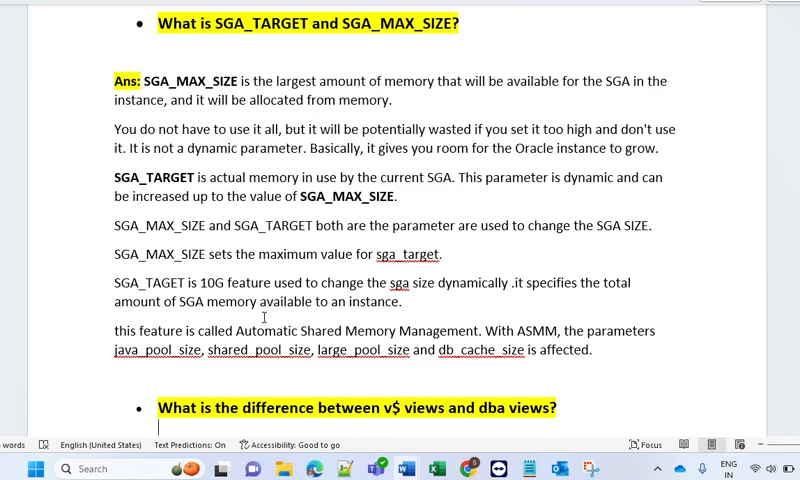 • What is SGA_TARGET and SGA_MAX_SIZE?
Ans: SGA_MAX_SIZE is the largest amount of memory that will be available for the SGA in the
instance, and it will be allocated from memory.
You do not have to use it all, but it will be potentially wasted if you set it too high and don't use
it. It is not a dynamic parameter. Basically, it gives you room for the Oracle instance to grow.
SGA_TARGET is actual memory in use by the current SGA. This parameter is dynamic and can
be increased up to the value of SGA_MAX_SIZE.
SGA_MAX_SIZE and SGA_TARGET both are the parameter are used to change the SGA SIZE.
SGA_MAX_SIZE sets the maximum value for sga_target.
SGA_TAGET is 10G feature used to change the sga size dynamically .it specifies the total
amount of SGA memory available to an instance.
this feature is called Automatic Shared Memory Management. With ASMM, the parameters
java_pool_size, shared_pool_size, large_pool_size and db_cache_size is affected.
• What is the difference between v$ views and dba views?
words English (United States) Text Predictions: On Accessibility: Good to go Focus
Search ENG
IN